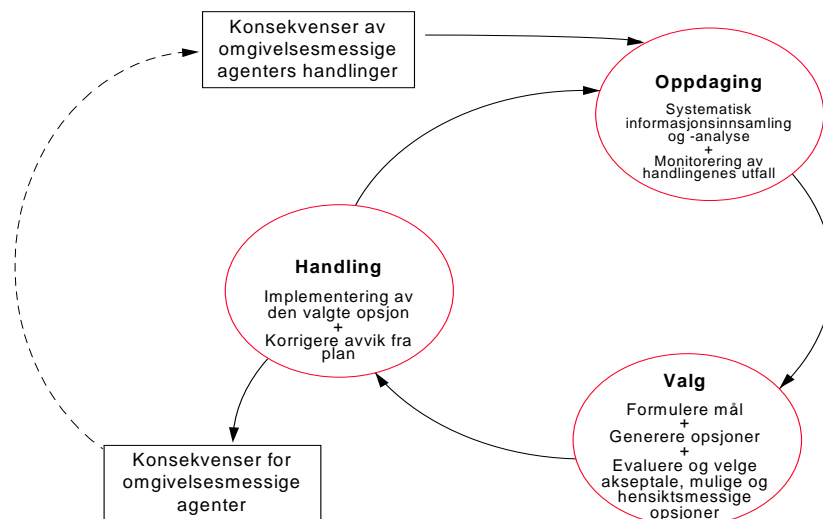 Konsekvenser av
omgivelsesmessige
agenters handlinger
Oppdaging
Systematisk
informasjonsinnsamling
og -analyse
+
Monitorering av
handlingenes utfall
Handling
Implementering av
den valgte opsjon
+
Korrigere avvik fra
plan
Valg
Formulere mål
+
Generere opsjoner
+
Evaluere og velge
akseptale, mulige og
hensiktsmessige
opsjoner
Konsekvenser for
omgivelsesmessige
agenter